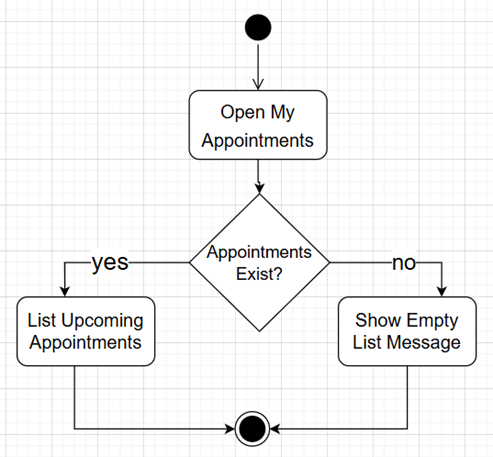 Open My
Appointments
Appointments
Exist?
yes
no
List Upcoming
Appointments
Show Empty
List Message